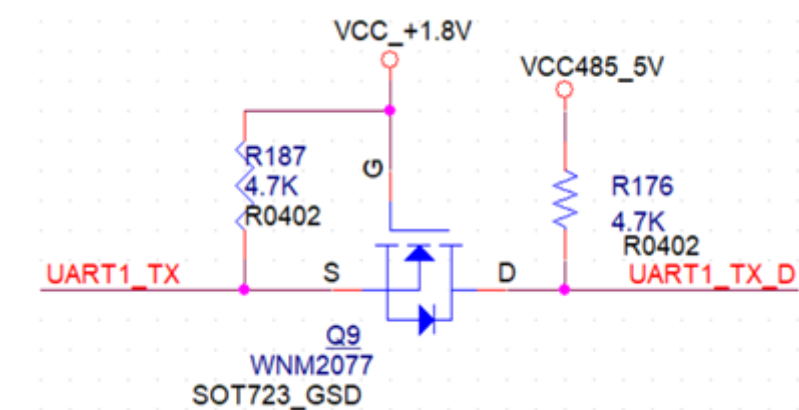 VCC_+1.8V
VCC485_5V
R187
4.7K
R0402
G
R176
4.7K
R0402
UART1_TX
S
D
UART1_TX_D
Q9
WNM2077
SOT723_GSD